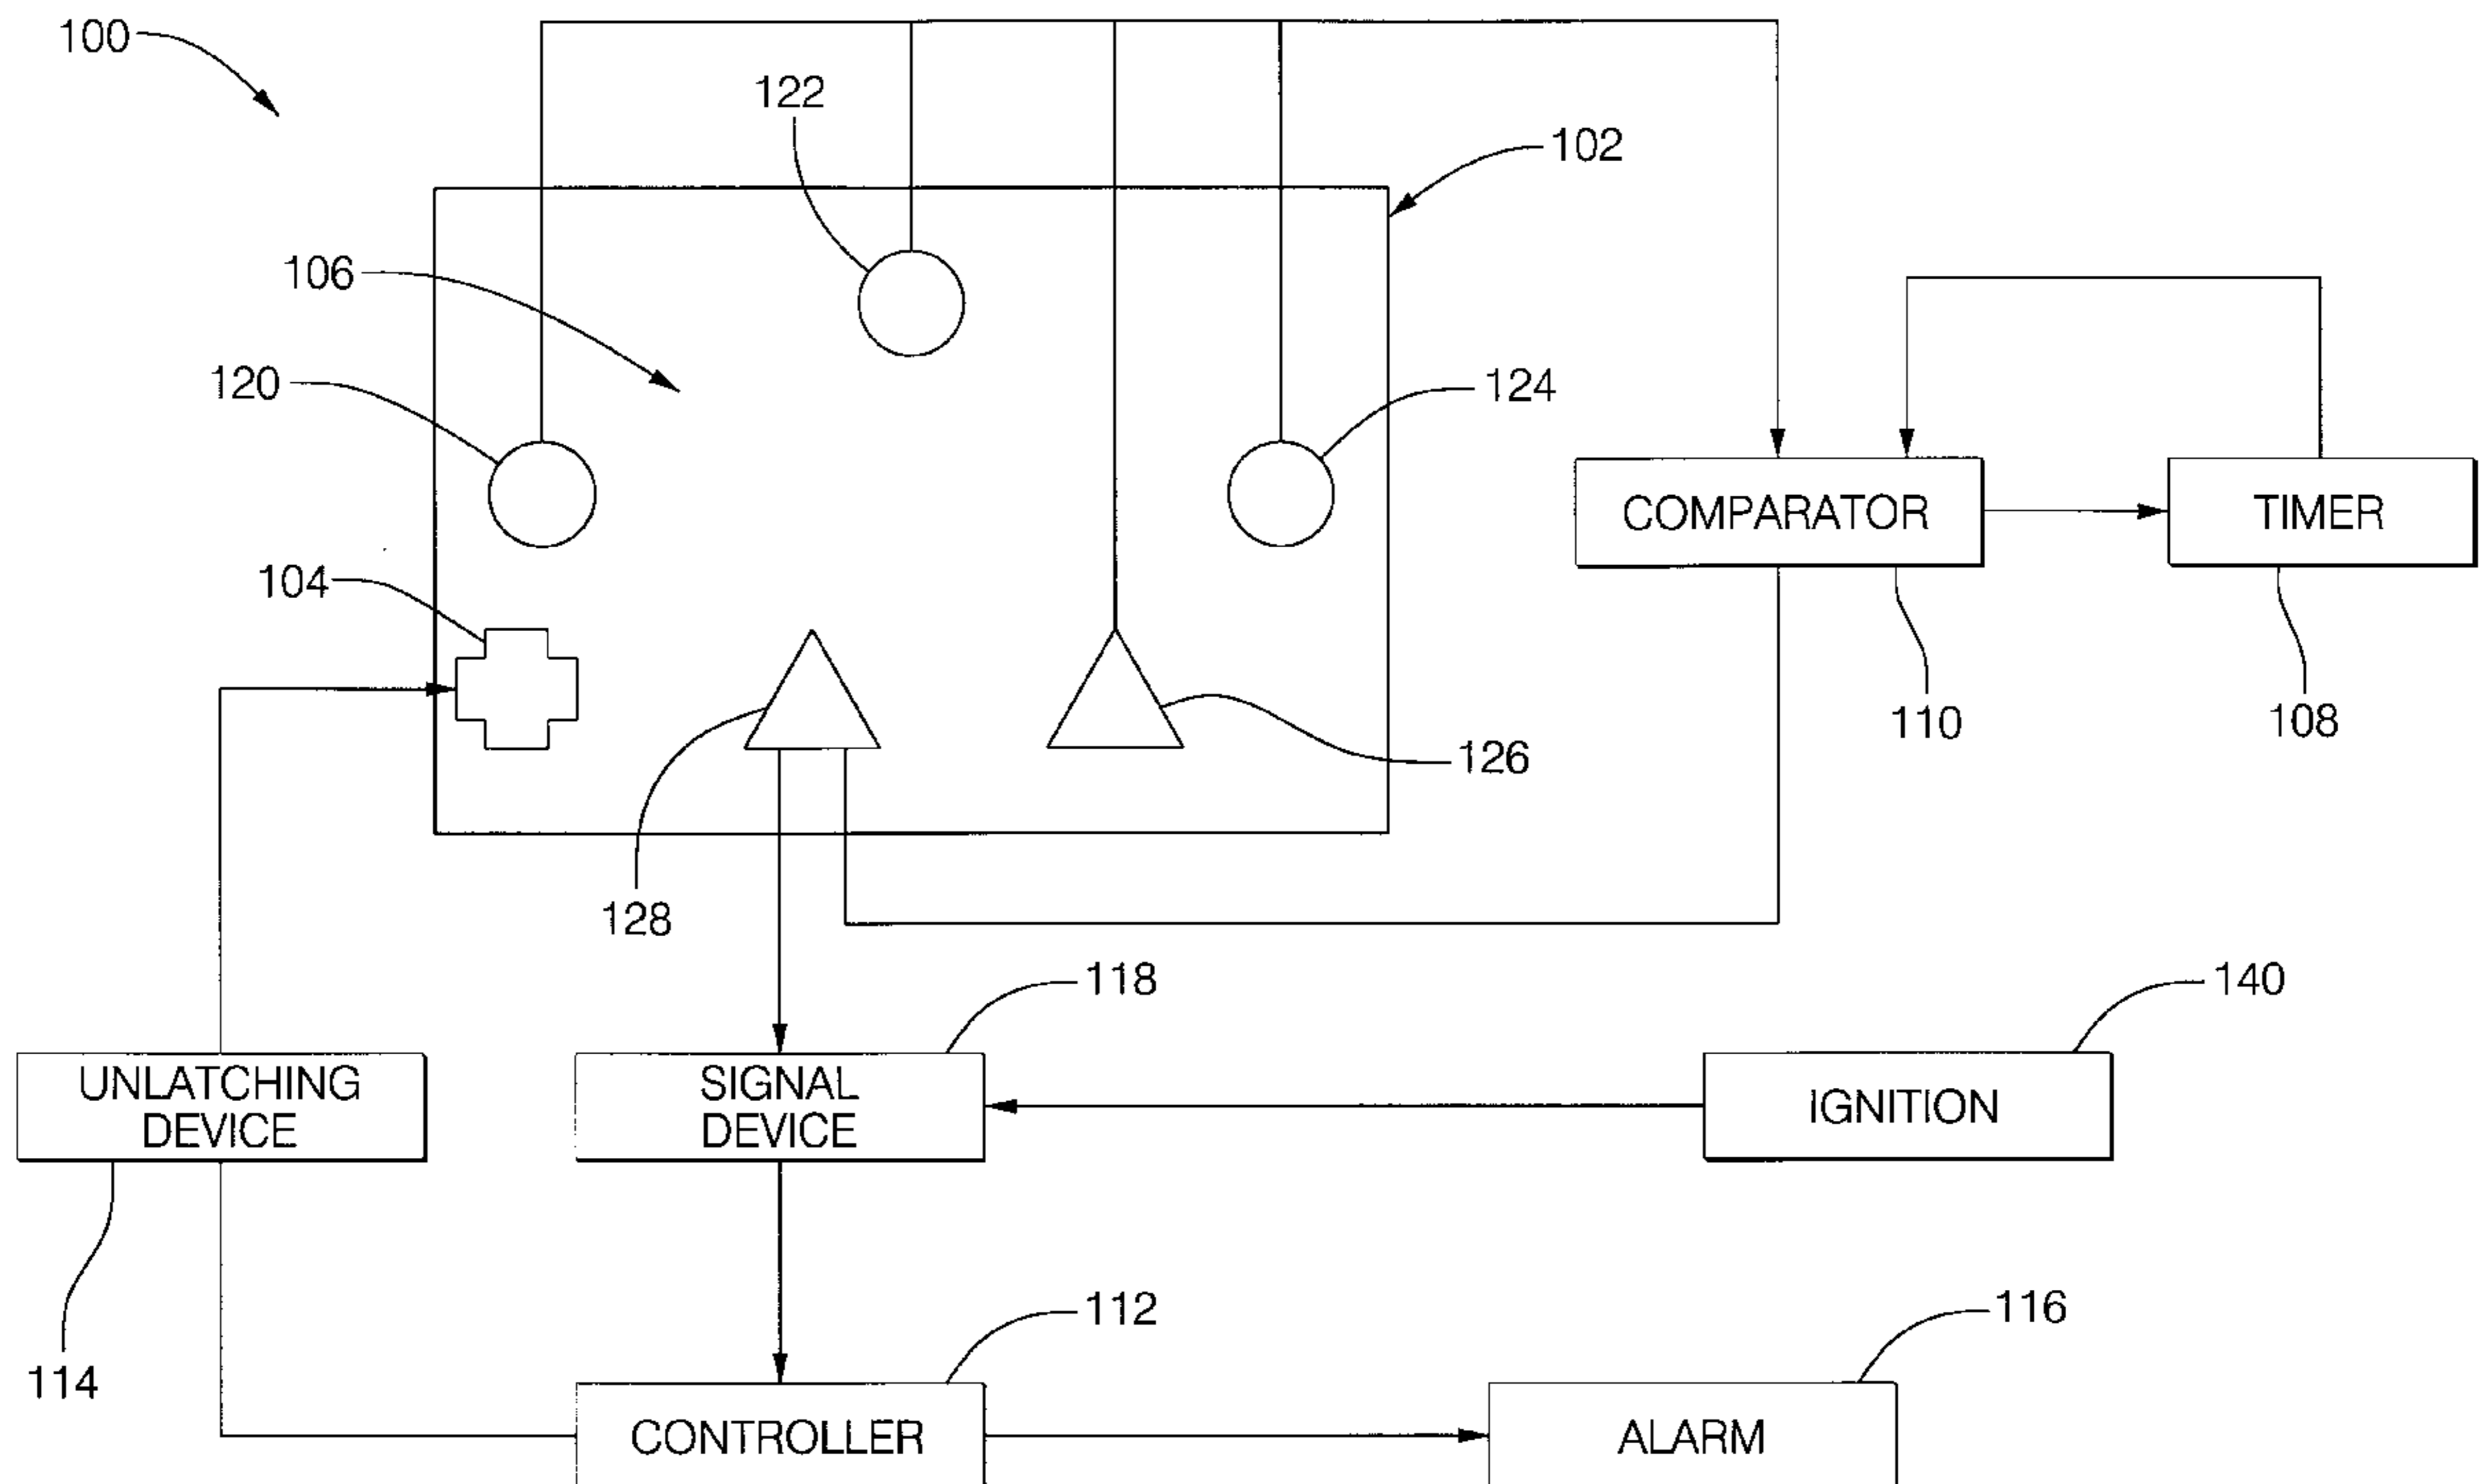 100
122
102
106
120
124
COMPARATOR
TIMER
104
110
108
126
128
118
140
UNLATCHING
DEVICE
SIGNAL
DEVICE
IGNITION
112
116
114
CONTROLLER
ALARM